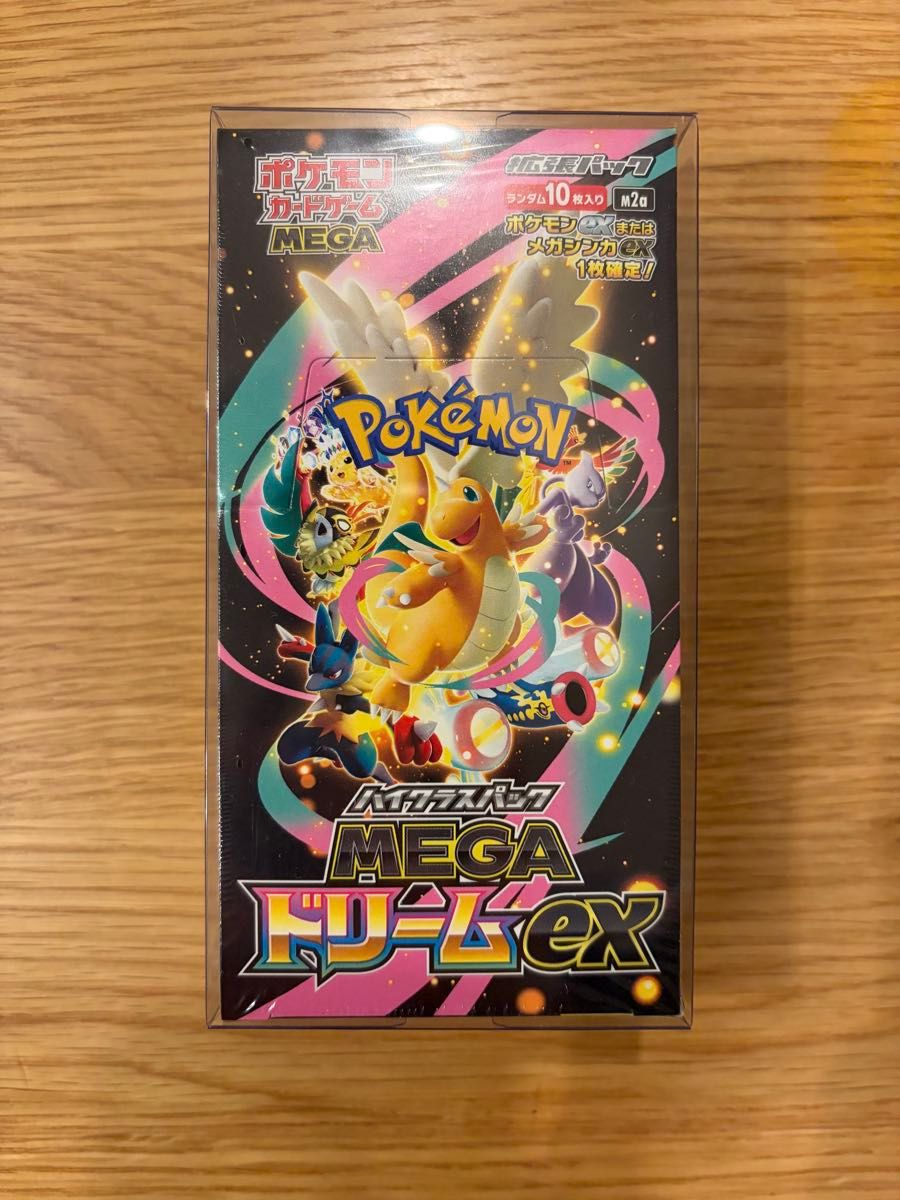 ポケモン
カードゲーム
MEGA
拡張パック
ランダム10枚入り
M2a
ポケモンexまたは
メガシンカex
1枚確定!
POKéMON
TM
ハイクラスパック
MEGA
ドリームex